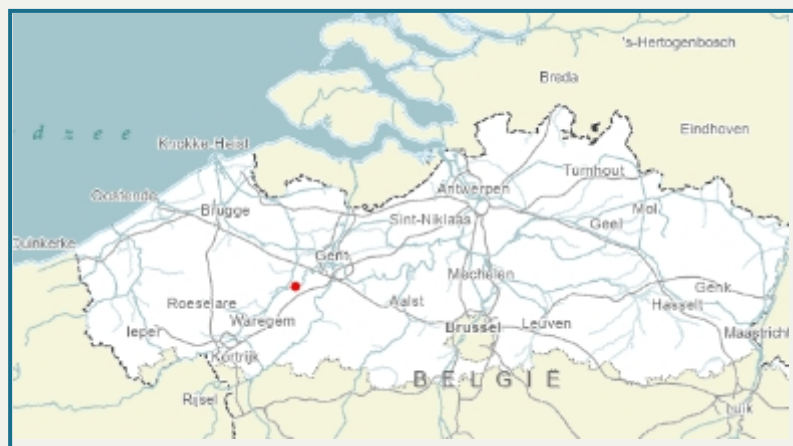 's-Hertogenbosch
Breda
d z e e
Knokke-Heist
Eindhoven
Turnhout
Antwerpen
Oostende
Brugge
Sint-Niklaas
Geel
Mol
Duinkerke
Gent
Mechelen
Genk
Roeselare
Aalst
Hasselt
Ieper
Waregem
Brussel
Leuven
Maastricht
Kortrijk
BELGIË
Rijsel
Luik